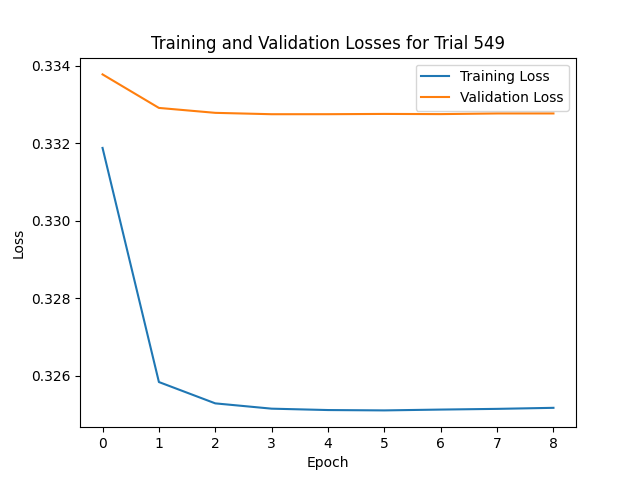 Training and Validation Losses for Trial 549
Training Loss
Validation Loss
0.334
0.332
0.330
0.328
0.326
Loss
0 1 2 3 4 5 6 7 8
Epoch